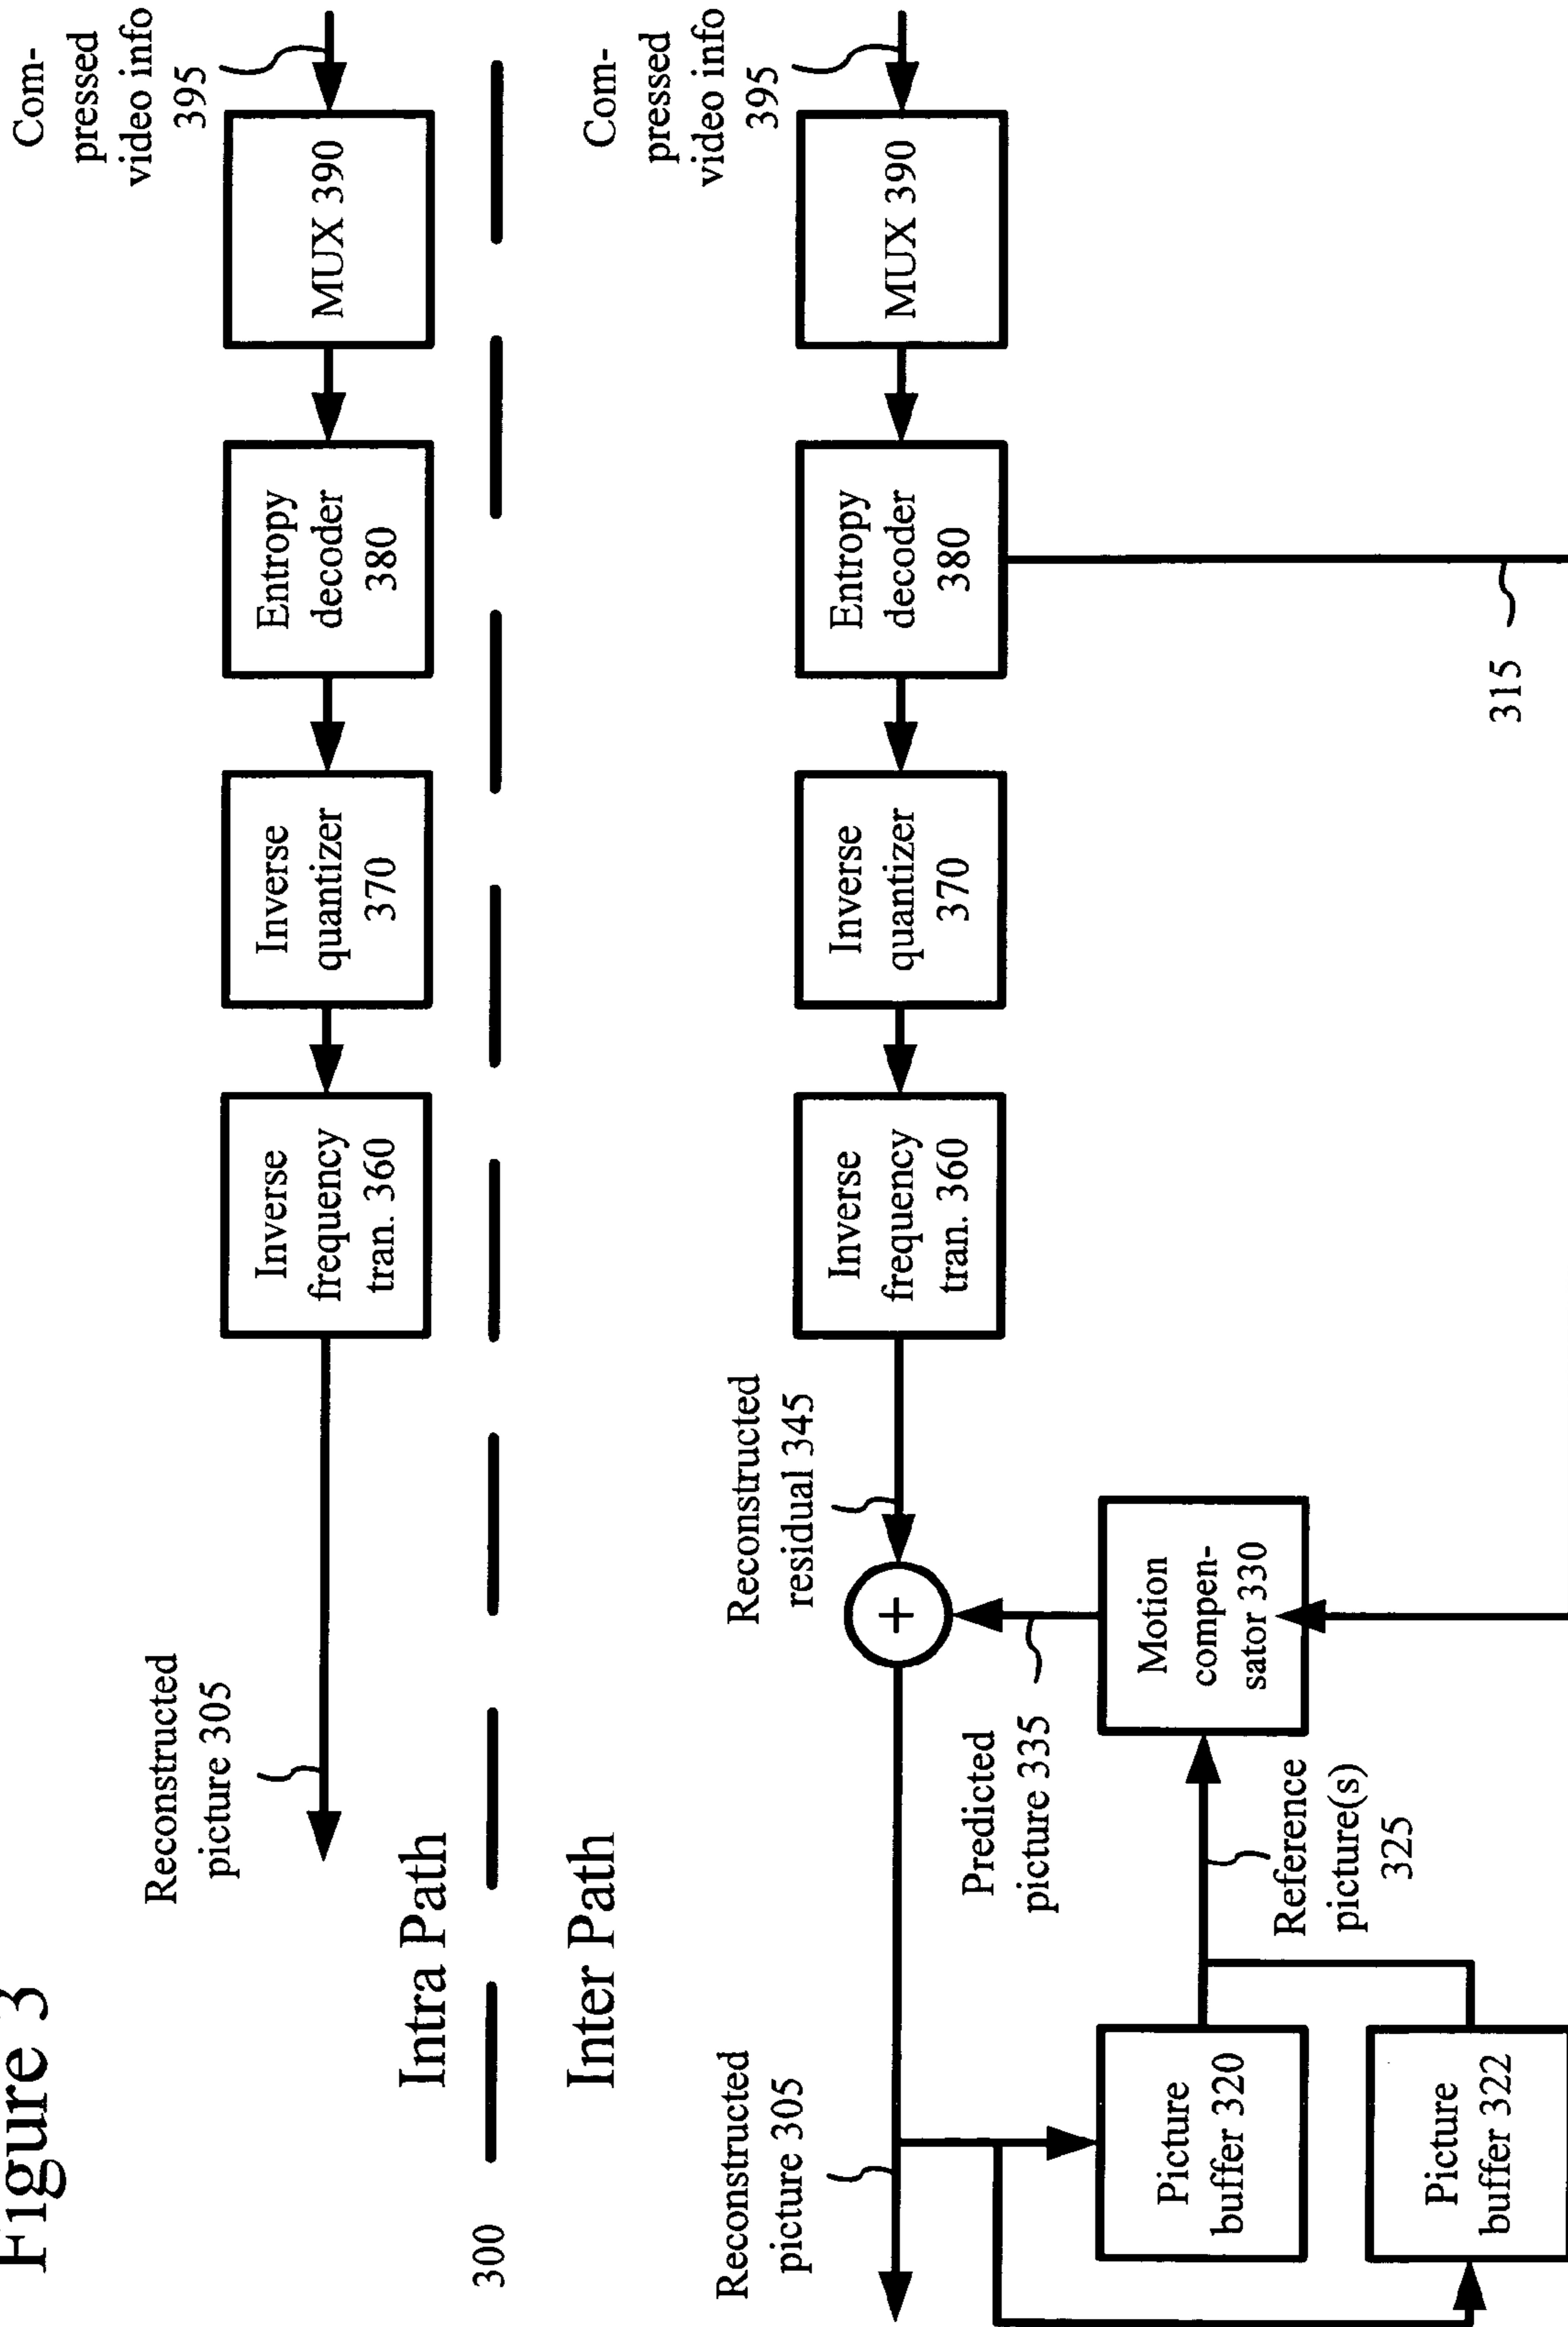 Figure 3
Reconstructed
picture 305
Inverse
frequency
tran. 360
Inverse
quantizer
370
Entropy
decoder
380
MUX 390
Com-
pressed
video info
395
Intra Path
300
Inter Path
Reconstructed
picture 305
Reconstructed
residual 345
Inverse
frequency
tran. 360
Inverse
quantizer
370
Entropy
decoder
380
MUX 390
Com-
pressed
video info
395
Predicted
picture 335
Motion
compen-
sator 330
Picture
buffer 320
Reference
picture(s)
325
Picture
buffer 322
315
+